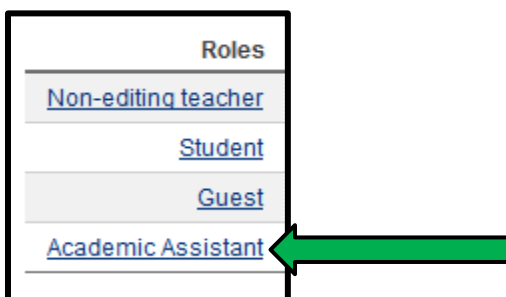 Roles
Non-editing teacher
Student
Guest
Academic Assistant